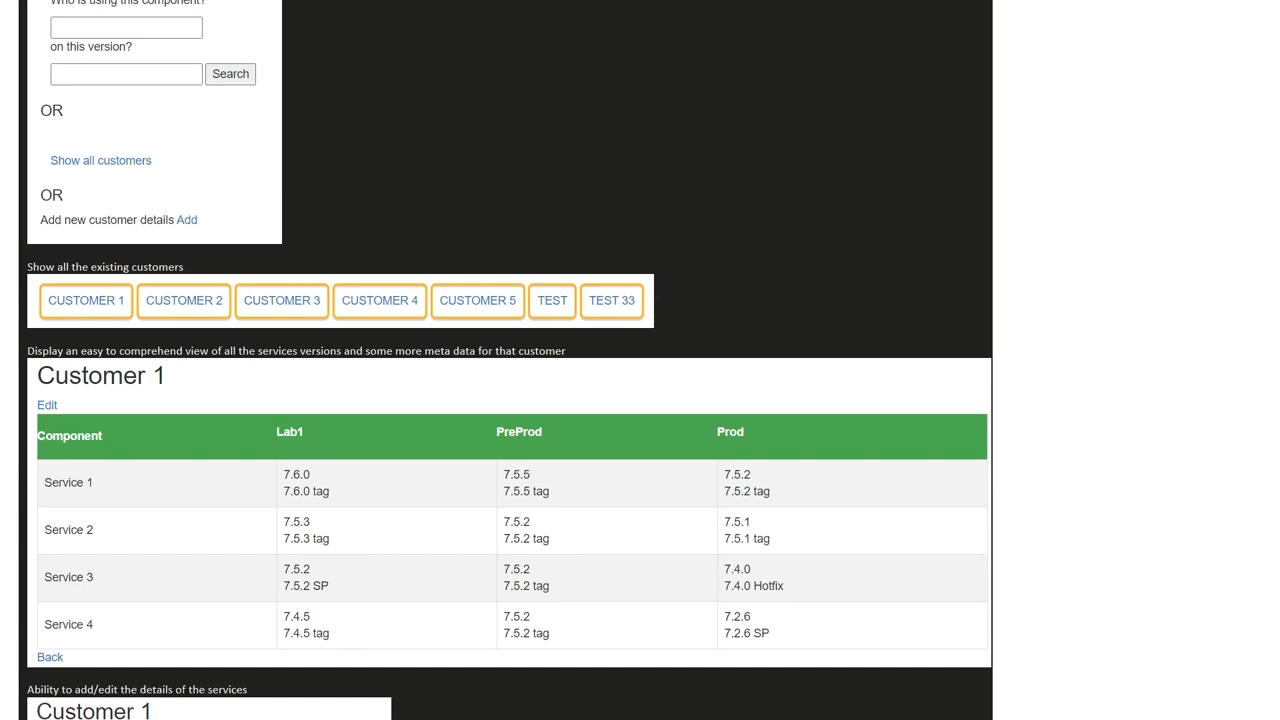 Who is using this component?
on this version?
Search
OR
Show all customers
OR
Add new customer details Add
Show all the existing customers
CUSTOMER 1 CUSTOMER 2 CUSTOMER 3 CUSTOMER 4 CUSTOMER 5 TEST TEST 33
Display an easy to comprehend view of all the services versions and some more meta data for that customer
Customer 1
Edit
Component Lab1 PreProd Prod
Service 1
7.6.0 7.5.5 7.5.2
7.6.0 tag 7.5.5 tag 7.5.2 tag
Service 2
7.5.3 7.5.2 7.5.1
7.5.3 tag 7.5.2 tag 7.5.1 tag
Service 3
7.5.2 7.5.2 7.4.0
7.5.2 SP 7.5.2 tag 7.4.0 Hotfix
Service 4
7.4.5 7.5.2 7.2.6
7.4.5 tag 7.5.2 tag 7.2.6 SP
Back
Ability to add/edit the details of the services
Customer 1